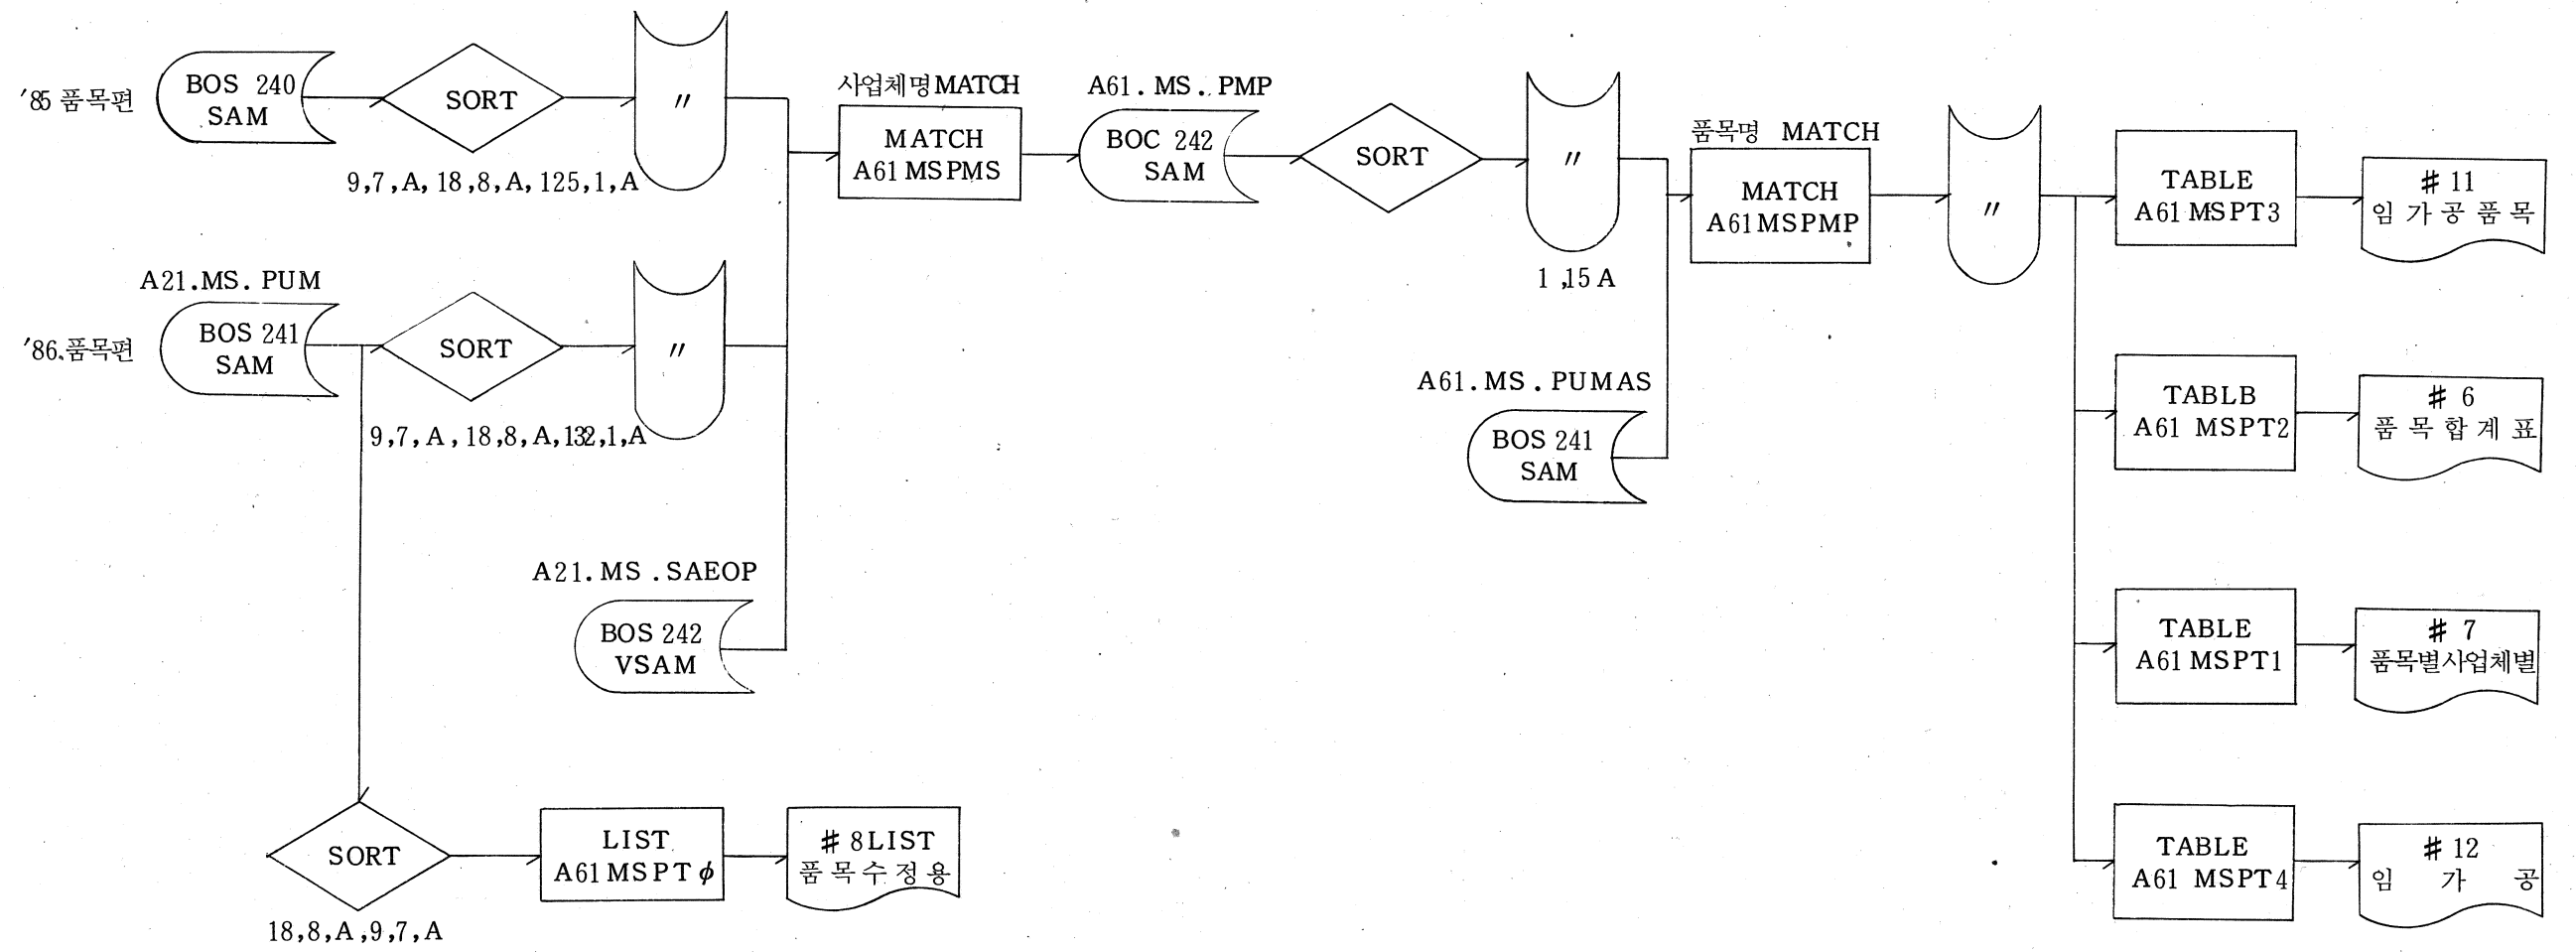 '85 품목편
BOS 240
SAM
SORT
9,7,A,18,8,A,125,1,A
〃
A21.MS.PUM
'86.품목편
BOS 241
SAM
SORT
9,7,A,18,8,A,132,1,A
〃
A21.MS.SAEOP
BOS 242
VSAM
SORT
18,8,A,9,7,A
LIST
A61MSPTφ
# 8LIST
품목수정용
사업체명MATCH
MATCH
A61MSPMS
A61.MS.PMP
BOC 242
SAM
SORT
〃
1,15A
A61.MS.PUMAS
BOS 241
SAM
품목명 MATCH
MATCH
A61MSPMP
〃
TABLE
A61MSPT3
# 11
임가공품목
TABLB
A61 MSPT2
# 6
품목합계표
TABLE
A61MSPT1
# 7
품목별사업체별
TABLE
A61 MSPT4
# 12
임 가 공